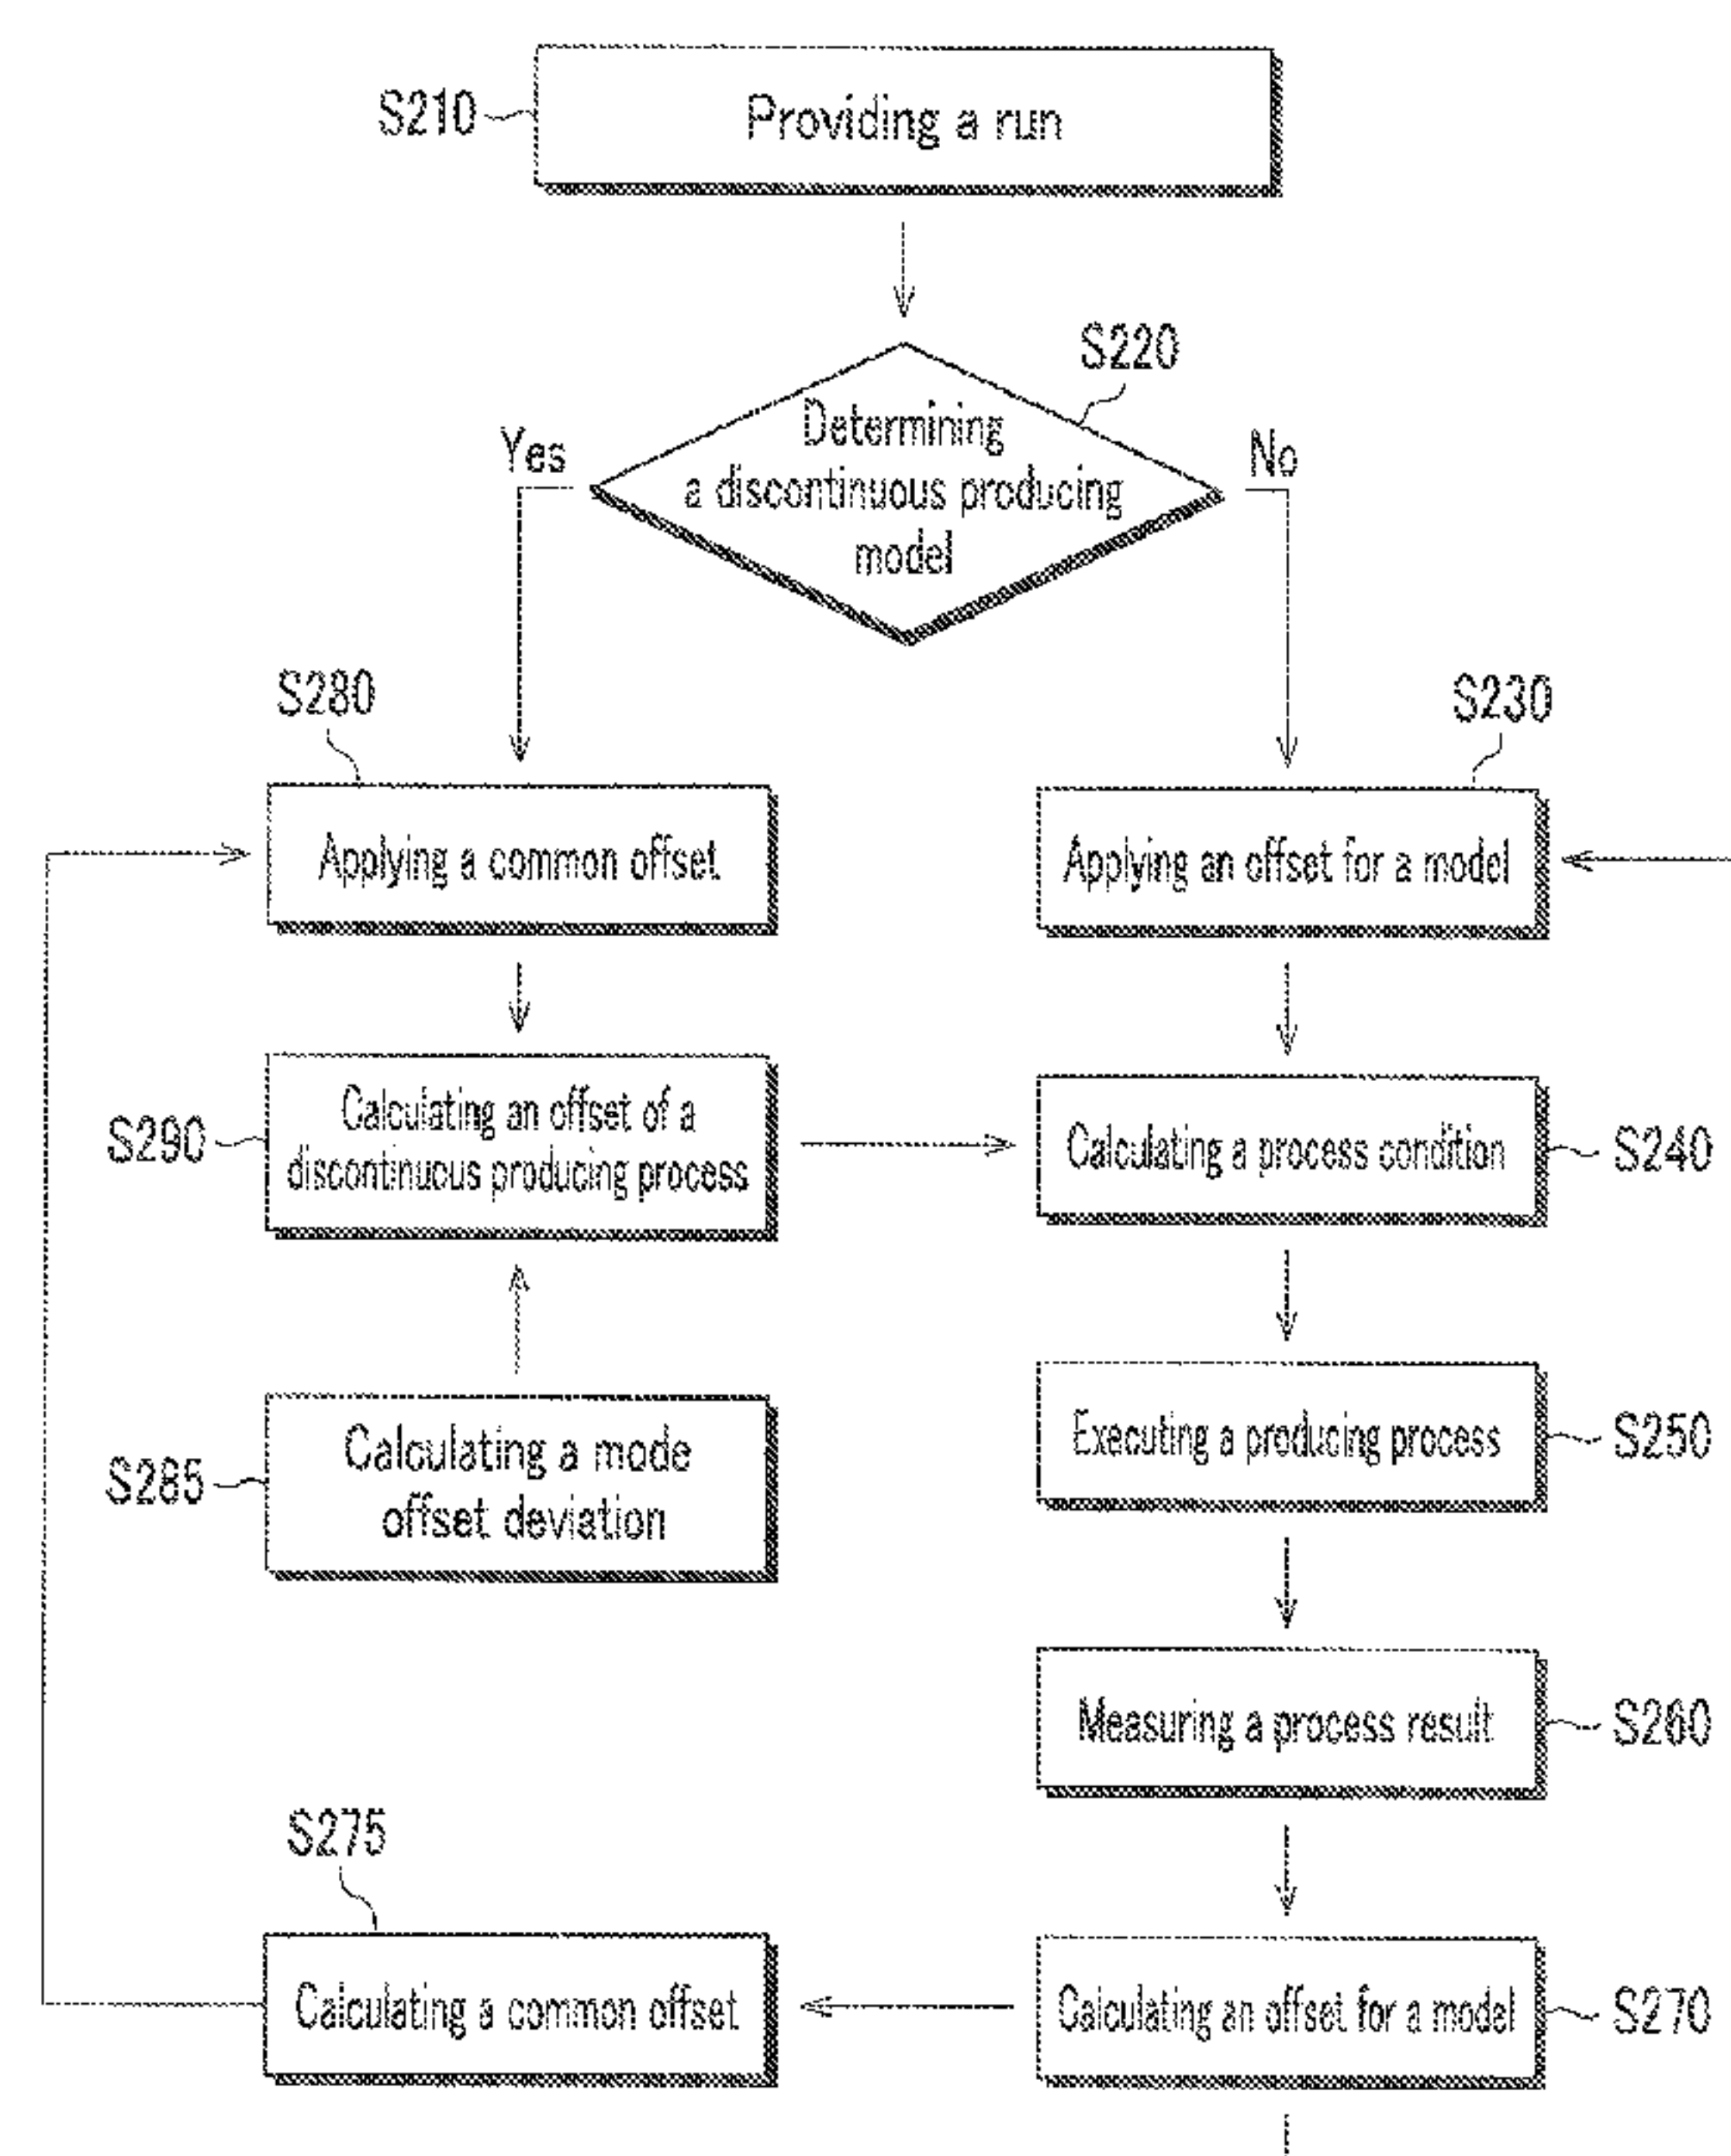 S210
Providing a run
S220
Yes
No
Determining
a discontinuous producing
model
S280
S230
Applying a common offset
Applying an offset for a model
S290
Calculating an offset of a
discontinuous producing process
Calculating a process condition
S240
S285
Calculating a mode
offset deviation
Executing a producing process
S250
Measuring a process result
S260
S275
Calculating a common offset
Calculating an offset for a model
S270